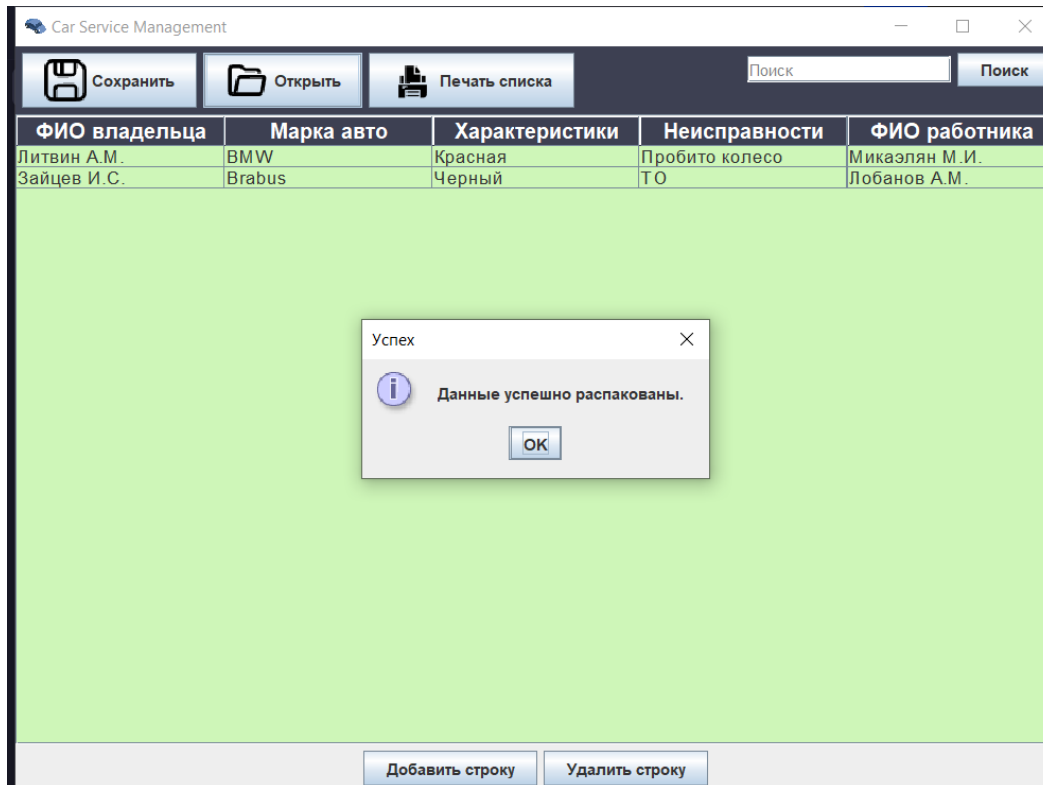 Car Service Management
Сохранить Открыть Печать списка Поиск Поиск
ФИО владельца Марка авто Характеристики Неисправности ФИО работника
Литвин А.М. BMW Красная Пробито колесо Микаэлян М.И.
Зайцев И.С. Brabus Черный ТО Лобанов А.М.
Успех
Данные успешно распакованы.
OK
Добавить строку Удалить строку